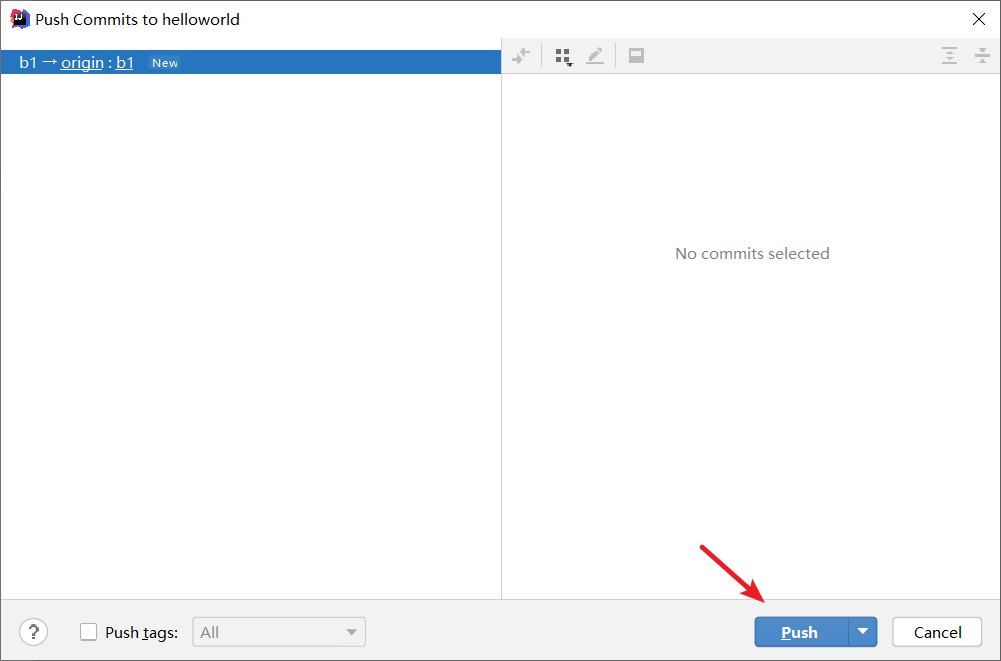 Push Commits to helloworld
b1 → origin : b1 New
No commits selected
? Push tags: All Push Cancel